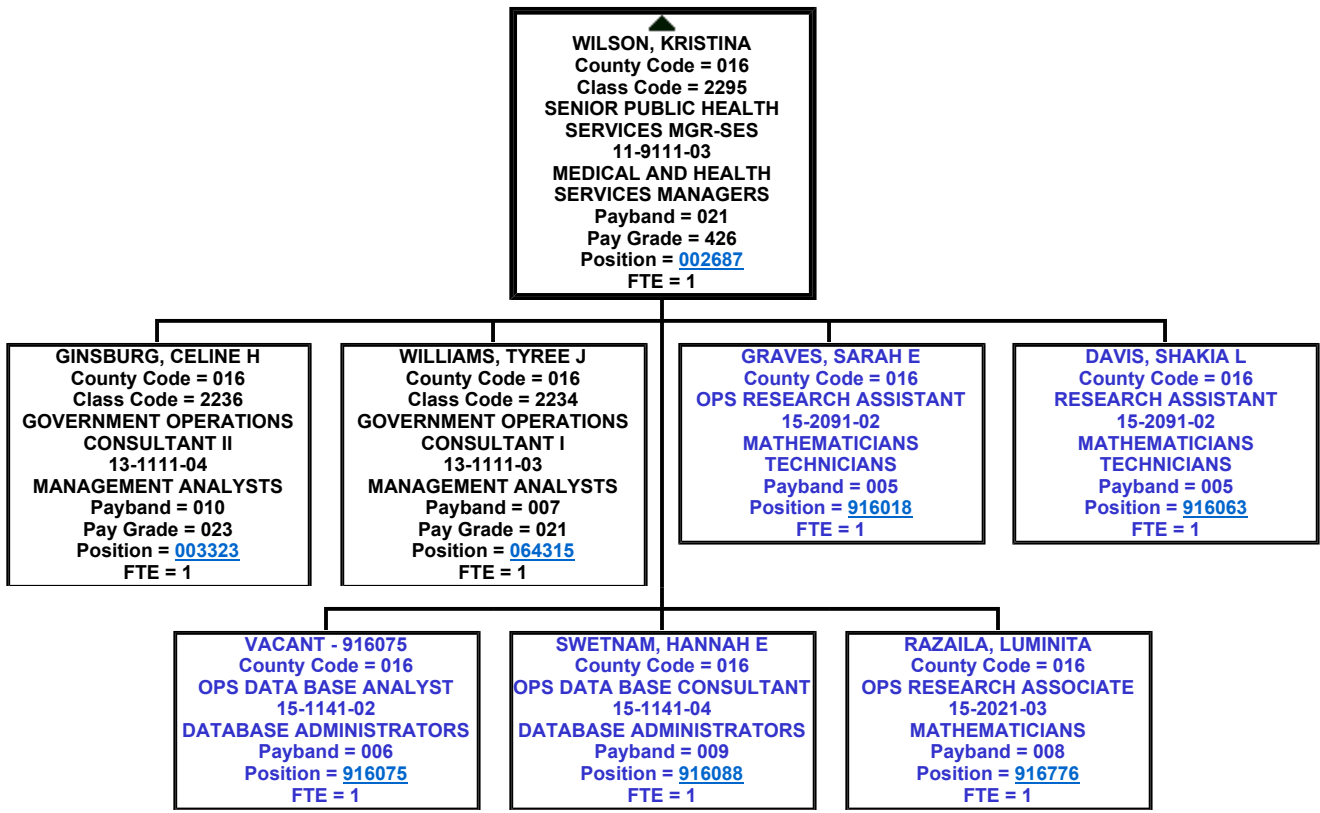 WILSON, KRISTINA
County Code = 016
Class Code = 2295
SENIOR PUBLIC HEALTH
SERVICES MGR-SES
11-9111-03
MEDICAL AND HEALTH
SERVICES MANAGERS
Payband = 021
Pay Grade = 426
Position = 002687
FTE = 1
GINSBURG, CELINE H
County Code = 016
Class Code = 2236
GOVERNMENT OPERATIONS
CONSULTANT II
13-1111-04
MANAGEMENT ANALYSTS
Payband = 010
Pay Grade = 023
Position = 003323
FTE = 1
WILLIAMS, TYREE J
County Code = 016
Class Code = 2234
GOVERNMENT OPERATIONS
CONSULTANT I
13-1111-03
MANAGEMENT ANALYSTS
Payband = 007
Pay Grade = 021
Position = 064315
FTE = 1
GRAVES, SARAH E
County Code = 016
OPS RESEARCH ASSISTANT
15-2091-02
MATHEMATICIANS
TECHNICIANS
Payband = 005
Position = 916018
FTE = 1
DAVIS, SHAKIA L
County Code = 016
RESEARCH ASSISTANT
15-2091-02
MATHEMATICIANS
TECHNICIANS
Payband = 005
Position = 916063
FTE = 1
VACANT - 916075
County Code = 016
OPS DATA BASE ANALYST
15-1141-02
DATABASE ADMINISTRATORS
Payband = 006
Position = 916075
FTE = 1
SWETNAM, HANNAH E
County Code = 016
OPS DATA BASE CONSULTANT
15-1141-04
DATABASE ADMINISTRATORS
Payband = 009
Position = 916088
FTE = 1
RAZAILA, LUMINITA
County Code = 016
OPS RESEARCH ASSOCIATE
15-2021-03
MATHEMATICIANS
Payband = 008
Position = 916776
FTE = 1